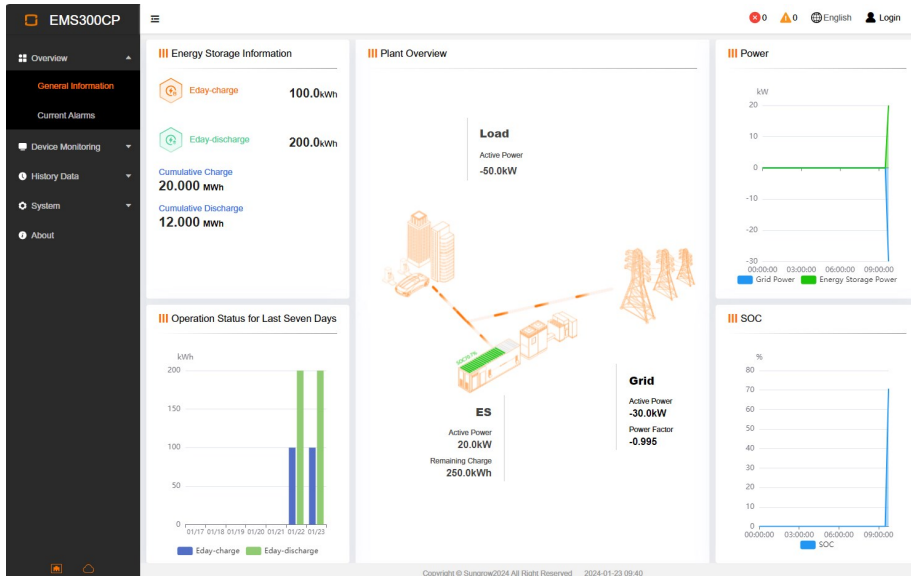 EMS300CP
0
0
English
Login
Overview
General Information
Current Alarms
Device Monitoring
History Data
System
About
Energy Storage Information
Eday-charge
100.0kWh
Eday-discharge
200.0kWh
Cumulative Charge
20.000 MWh
Cumulative Discharge
12.000 MWh
Plant Overview
Load
Active Power
-50.0kW
ES
Active Power
20.0kW
Remaining Charge
250.0kWh
Grid
Active Power
-30.0kW
Power Factor
-0.995
Power
kW
20
10
0
-10
-20
-30
00:00:00 03:00:00 06:00:00 09:00:00
Grid Power Energy Storage Power
Operation Status for Last Seven Days
kWh
200
150
100
50
0
01/17 01/18 01/19 01/20 01/21 01/22 01/23
Eday-charge Eday-discharge
SOC
%
80
70
60
50
40
30
20
10
0
00:00:00 03:00:00 06:00:00 09:00:00
SOC
Copyright © Sungrow2024 All Right Reserved 2024-01-23 09:40